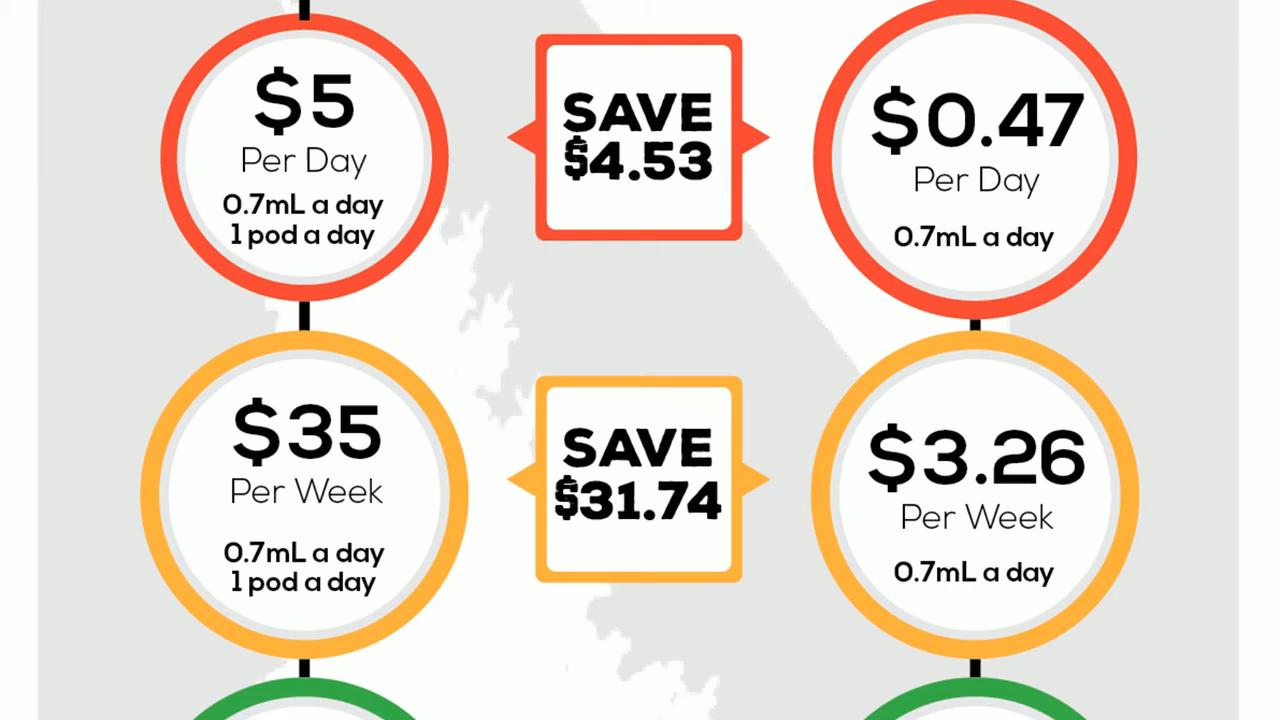 $5
Per Day
0.7mL a day
1 pod a day
SAVE
$4.53
$0.47
Per Day
0.7mL a day
$35
Per Week
0.7mL a day
1 pod a day
SAVE
$31.74
$3.26
Per Week
0.7mL a day